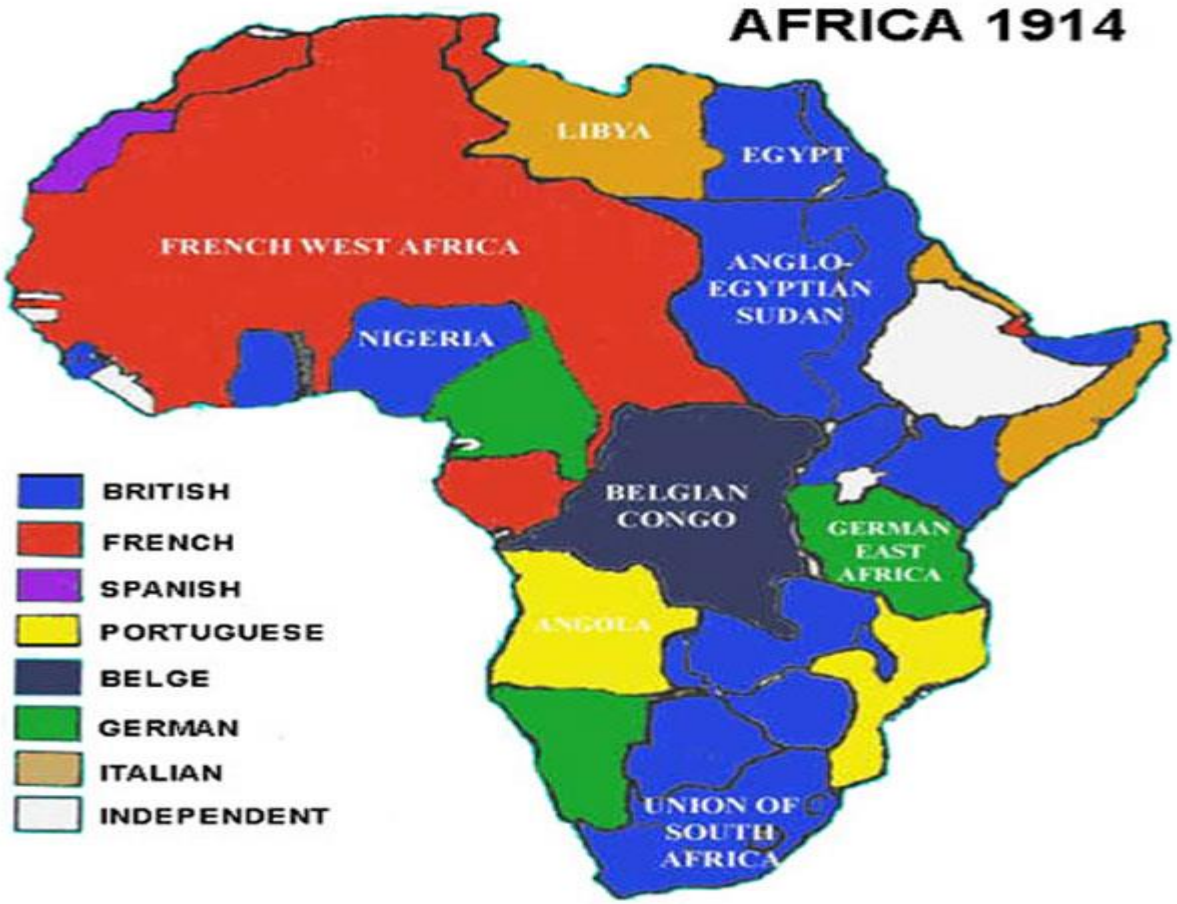 AFRICA 1914
LIBYA
EGYPT
FRENCH WEST AFRICA
ANGLO-
EGYPTIAN
SUDAN
NIGERIA
BELGIAN
CONGO
GERMAN
EAST
AFRICA
ANGOLA
UNION OF
SOUTH
AFRICA
BRITISH
FRENCH
SPANISH
PORTUGUESE
BELGE
GERMAN
ITALIAN
INDEPENDENT